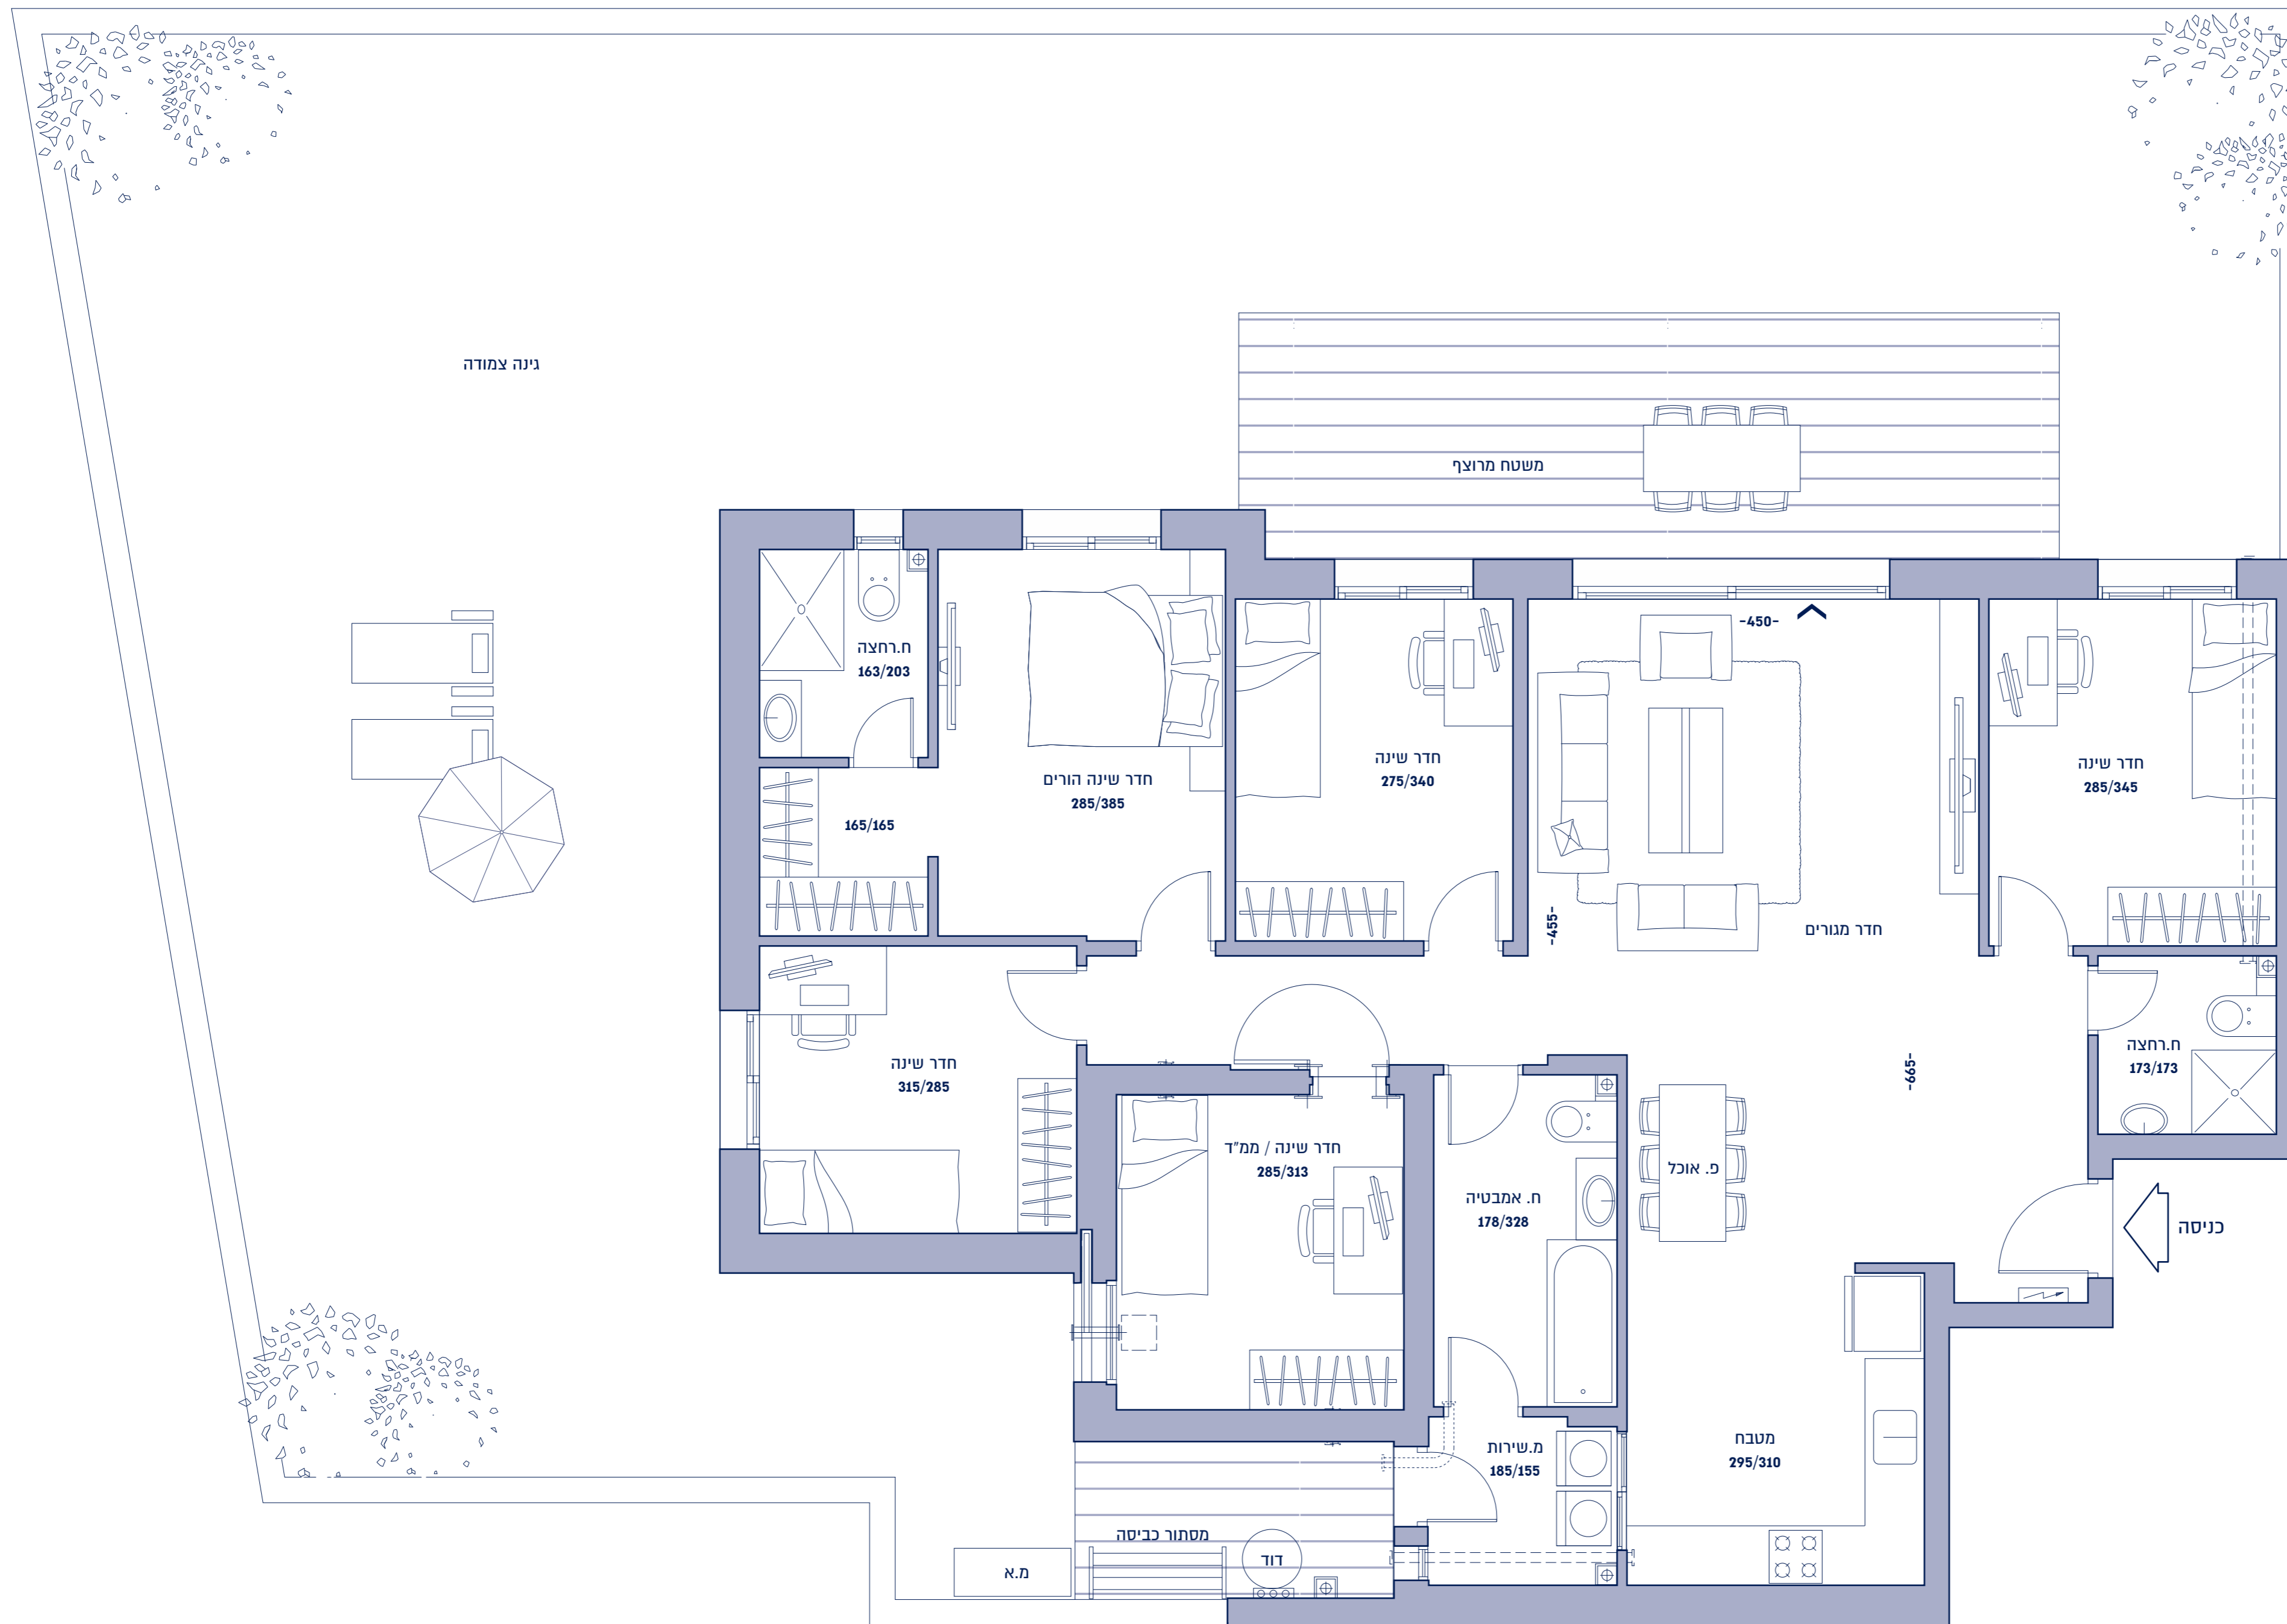 גינה צמודה
משטח מרוצף
ח.רחצה
163/203
-450-
חדר שינה
275/340
חדר שינה
285/345
חדר שינה הורים
285/385
165/165
-455-
חדר מגורים
ח.רחצה
173/173
חדר שינה
315/285
-665-
חדר שינה / ממ"ד
285/313
פ. אוכל
ח. אמבטיה
178/328
כניסה
מטבח
295/310
מ.שירות
185/155
מסתור כביסה
דוד
מ.א